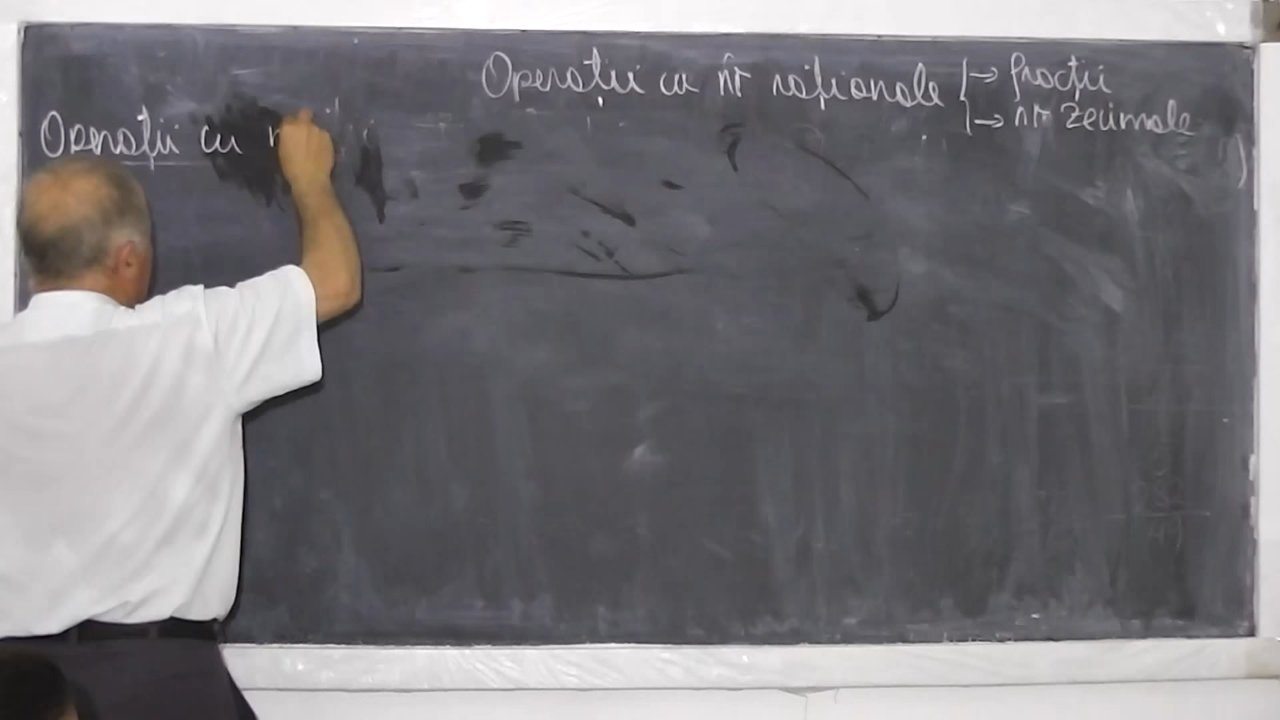 Operații cu nr raționale → fracții
→ nr zecimale
Operații cu